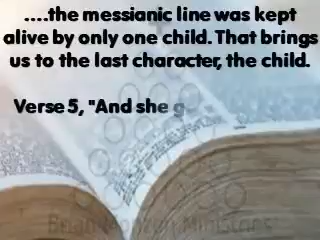 ....the messianic line was kept
alive by only one child. That brings
us to the last character, the child.
Verse 5, "And she g
Ministries